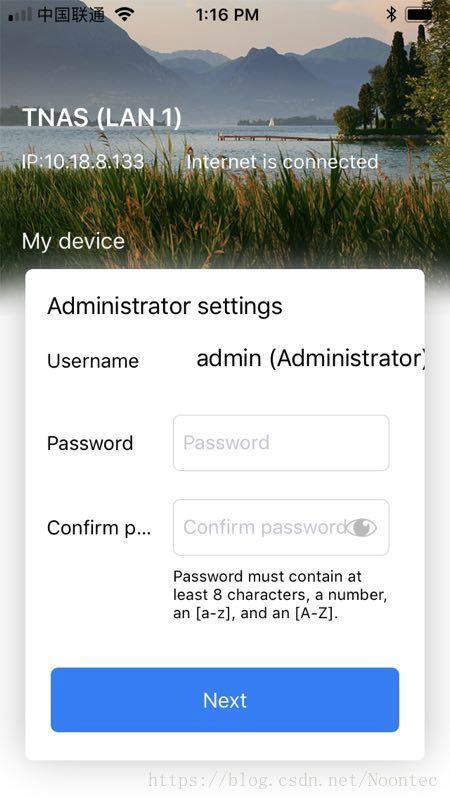 中国联通
1:16 PM
TNAS (LAN 1)
IP:10.18.8.133 Internet is connected
My device
Administrator settings
Username admin (Administrator)
Password Password
Confirm p... Confirm password
Password must contain at
least 8 characters, a number,
an [a-z], and an [A-Z].
Next
https://blog.csdn.net/Noontec